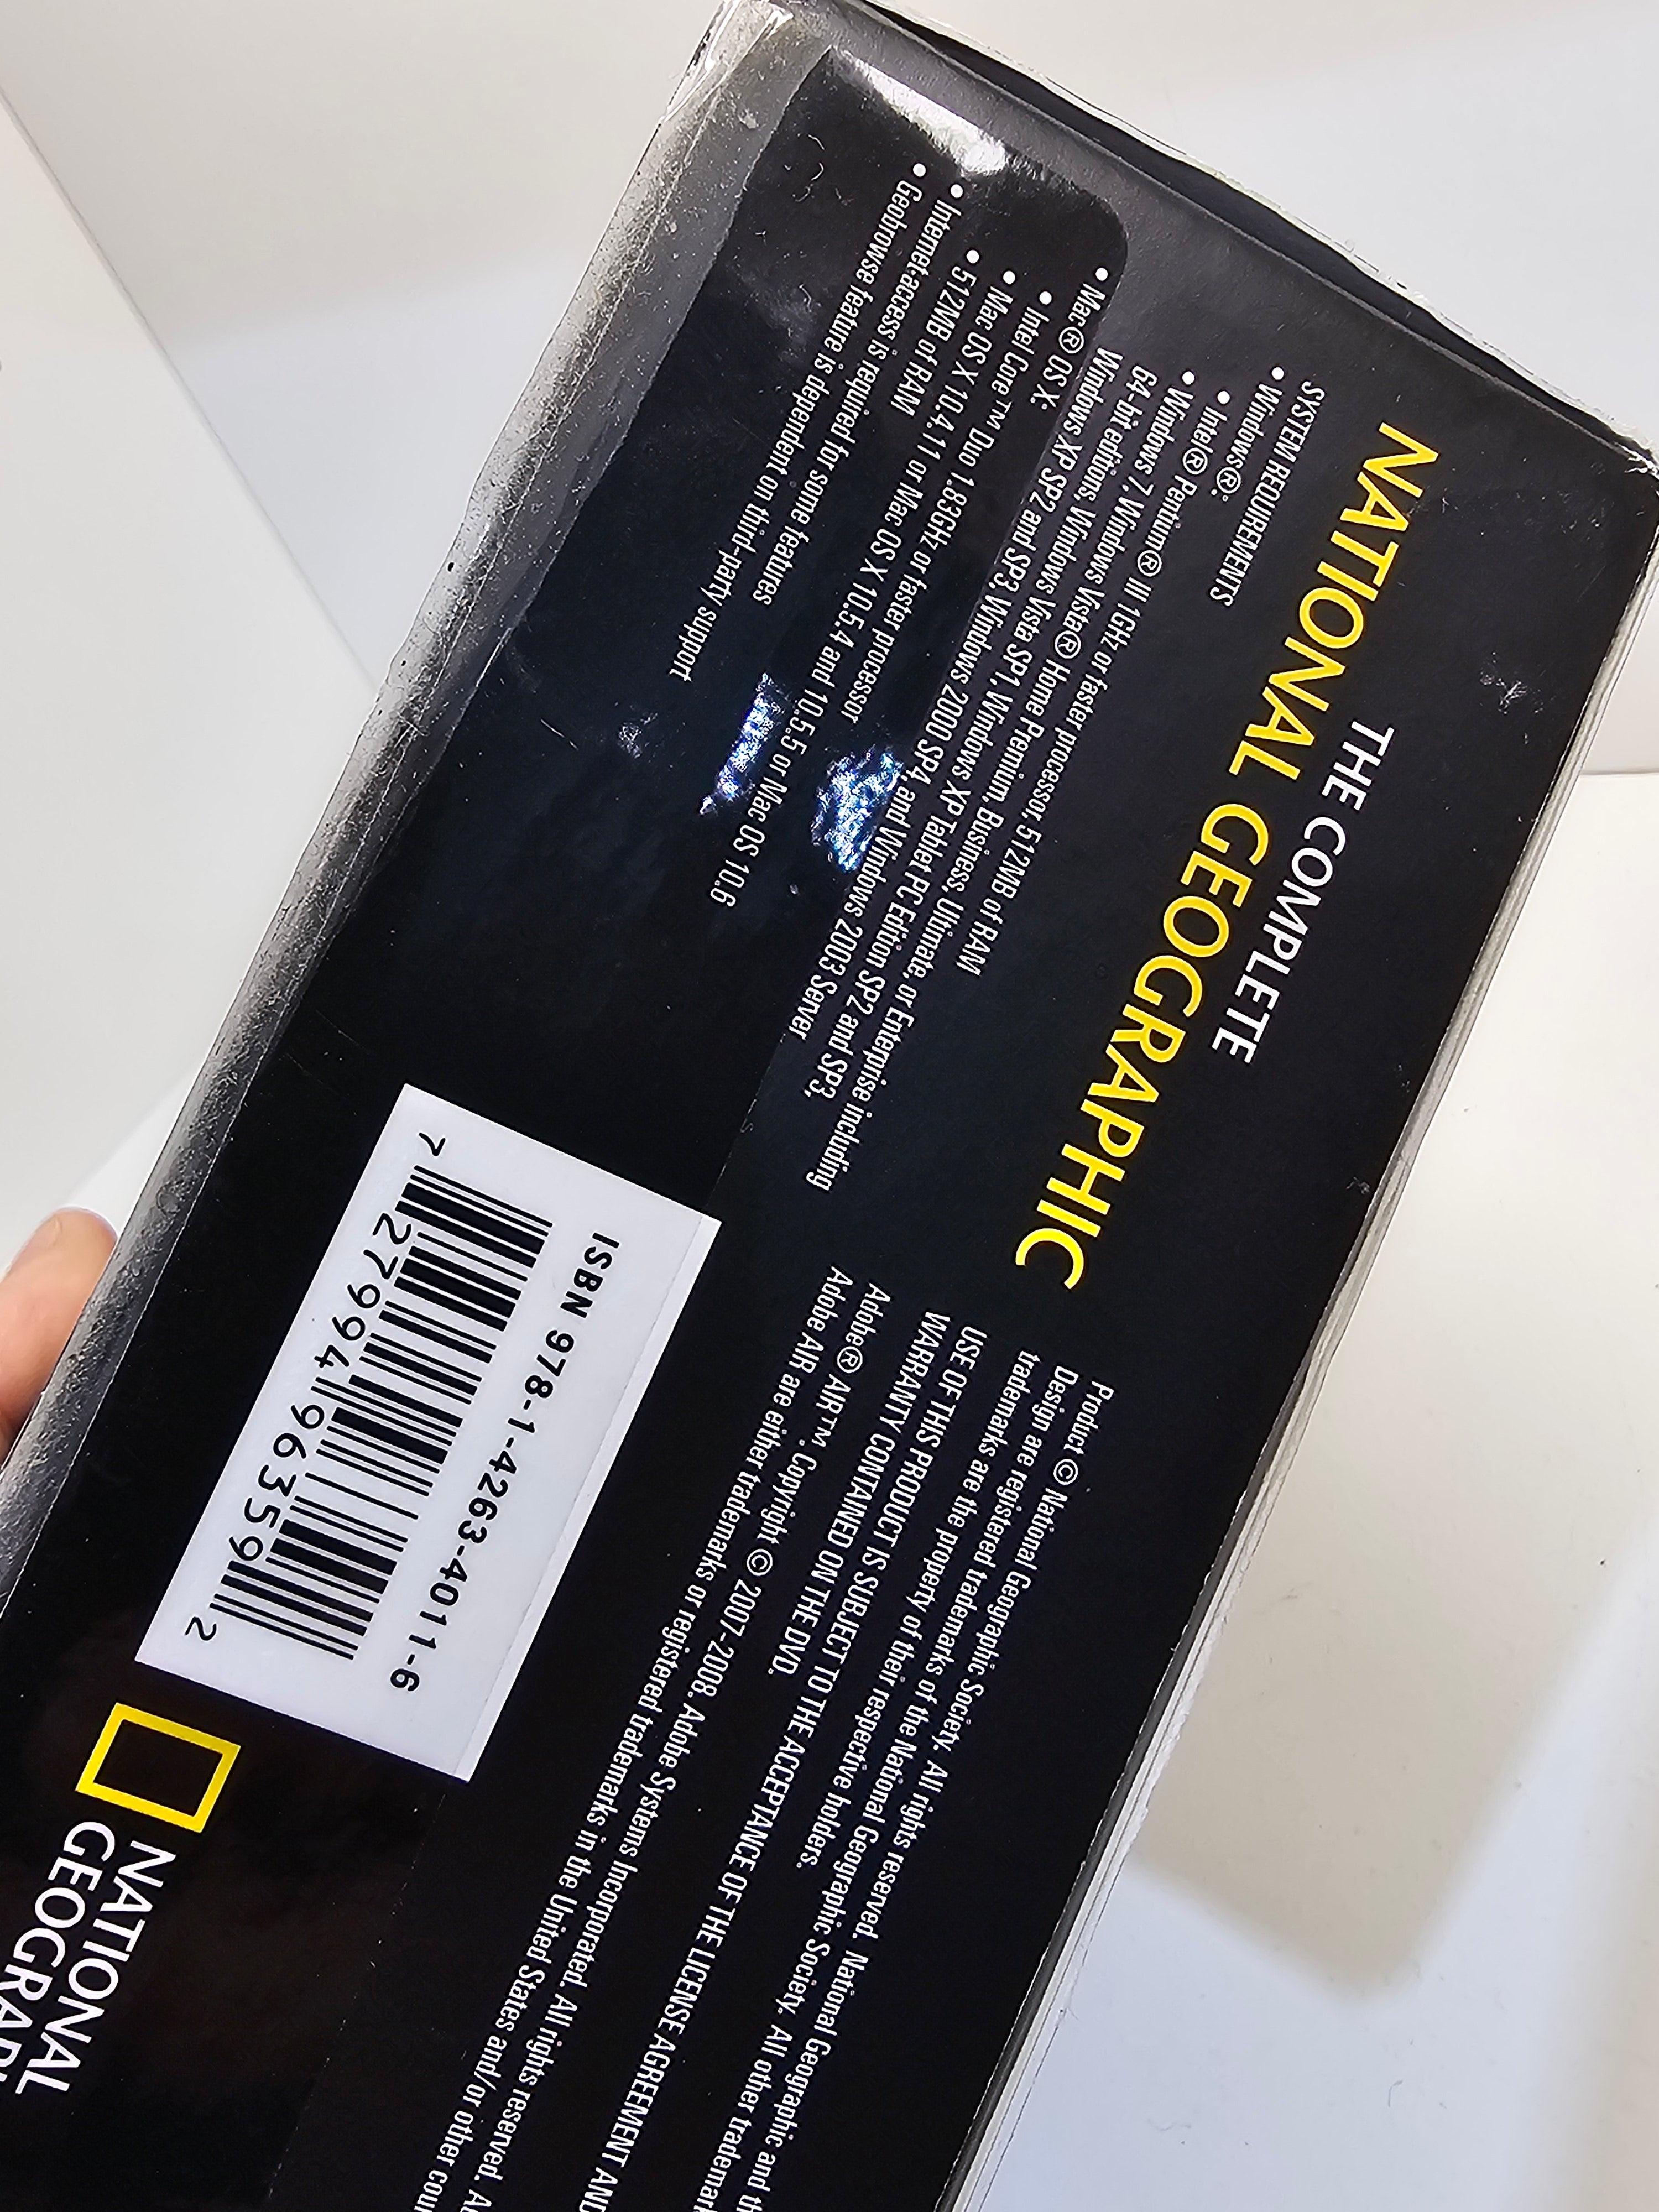 THE COMPLETE
NATIONAL GEOGRAPHIC
SYSTEM REQUIREMENTS
• Windows®:
• Intel® Pentium® III 1GHz or faster processor, 512MB of RAM
• Windows 7, Windows Vista® Home Premium, Business, Ultimate, or Enterprise including
64-bit editions, Windows Vista SP1, Windows XP Tablet PC Edition SP2 and SP3,
Windows XP SP2 and SP3, Windows 2000 SP4 and Windows 2003 Server.
• Mac® OS X:
• Intel Core™ Duo 1.83GHz or faster processor
• Mac OS X 10.4.11 or Mac OS X 10.5.4 and 10.5.5 or Mac OS 10.6
• 512MB of RAM
• Internet access is required for some features
• Geobrowse feature is dependent on third-party support
Product © National Geographic Society. All rights reserved. National Geographic and
Design are registered trademarks of the National Geographic Society. All other
trademarks are the property of their respective holders.
USE OF THIS PRODUCT IS SUBJECT TO THE ACCEPTANCE OF THE LICENSE AGREEMENT AND
WARRANTY CONTAINED ON THE DVD.
Adobe® AIR™. Copyright © 2007-2008. Adobe Systems Incorporated. All rights reserved.
Adobe AIR are either trademarks or registered trademarks in the United States and/or other
ISBN 978-1-4263-4011-6
7 27994 96359 2
NATIONAL